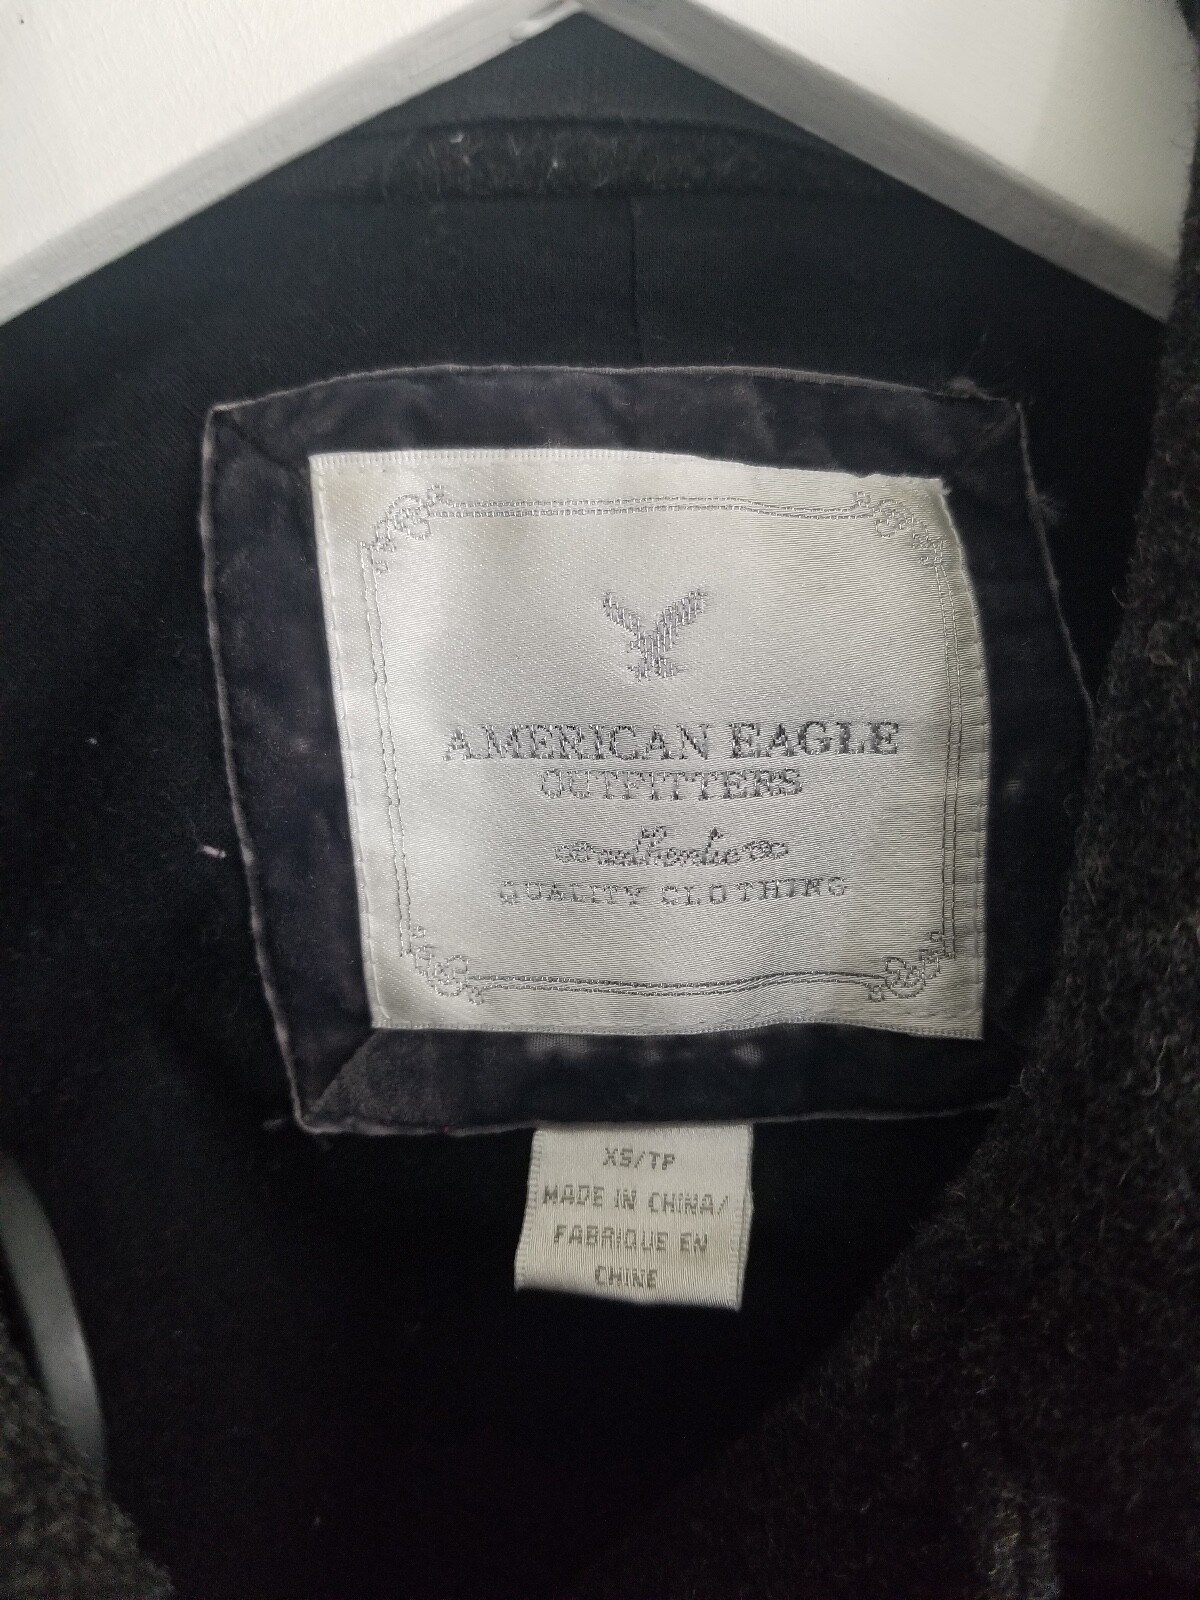 AMERICAN EAGLE
OUTFITTERS
authentic
QUALITY CLOTHING
XS/TP
MADE IN CHINA/
FABRIQUE EN
CHINE